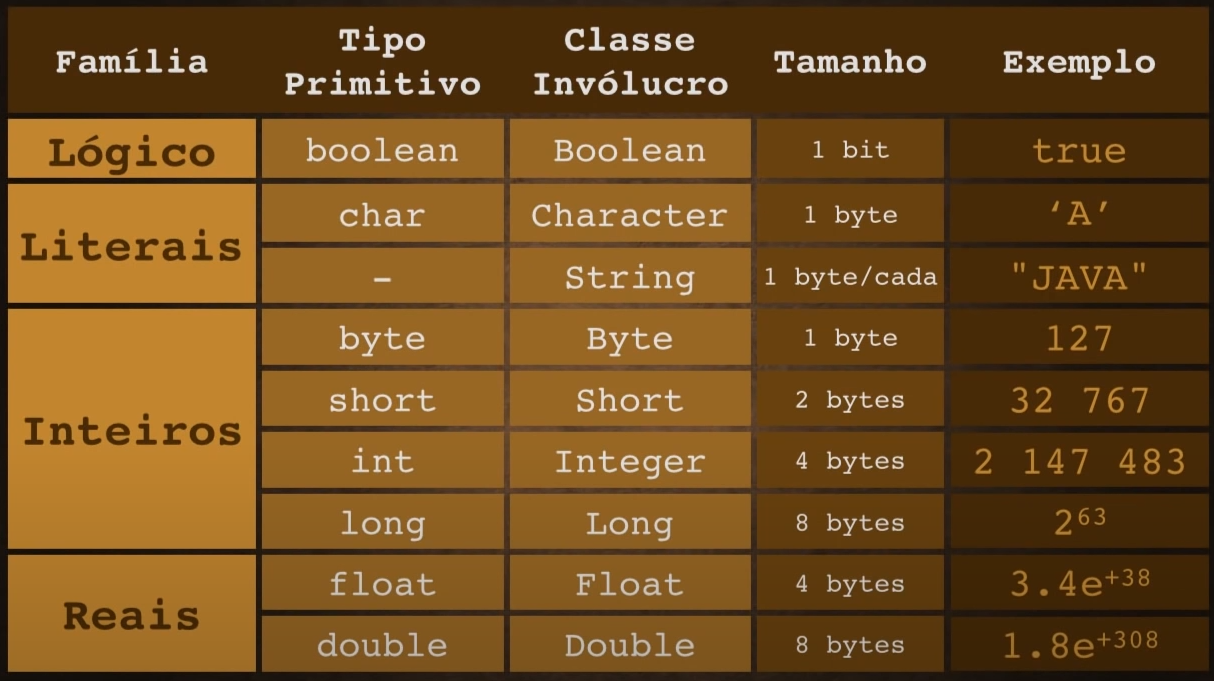 Família
Tipo
Primitivo
Classe
Invólucro
Tamanho
Exemplo
Lógico
boolean
Boolean
1 bit
true
Literais
char
Character
1 byte
‘A’
–
String
1 byte/cada
"JAVA"
Inteiros
byte
Byte
1 byte
127
short
Short
2 bytes
32 767
int
Integer
4 bytes
2 147 483
long
Long
8 bytes
2⁶³
Reais
float
Float
4 bytes
3.4e⁺³⁸
double
Double
8 bytes
1.8e⁺³⁰⁸